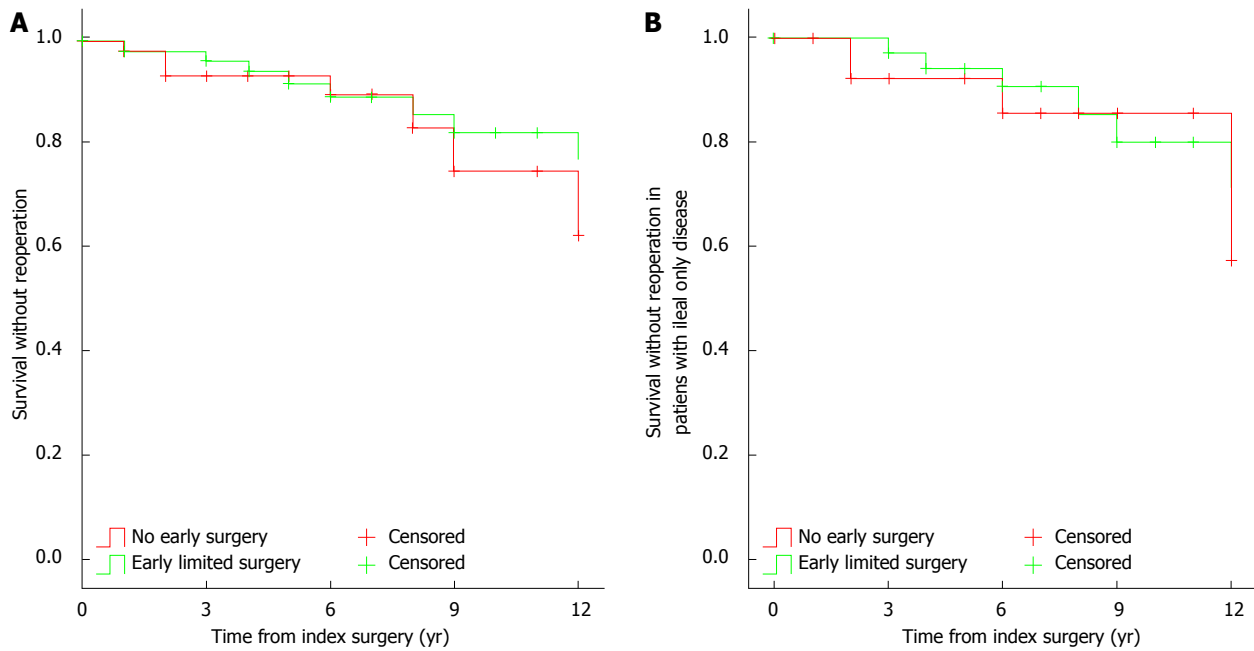 A
Survival without reoperation
1.0
0.8
0.6
0.4
0.2
0.0
No early surgery
Censored
Early limited surgery
Censored
0 3 6 9 12
Time from index surgery (yr)
B
Survival without reoperation in
patiens with ileal only disease
1.0
0.8
0.6
0.4
0.2
0.0
No early surgery
Censored
Early limited surgery
Censored
0 3 6 9 12
Time from index surgery (yr)